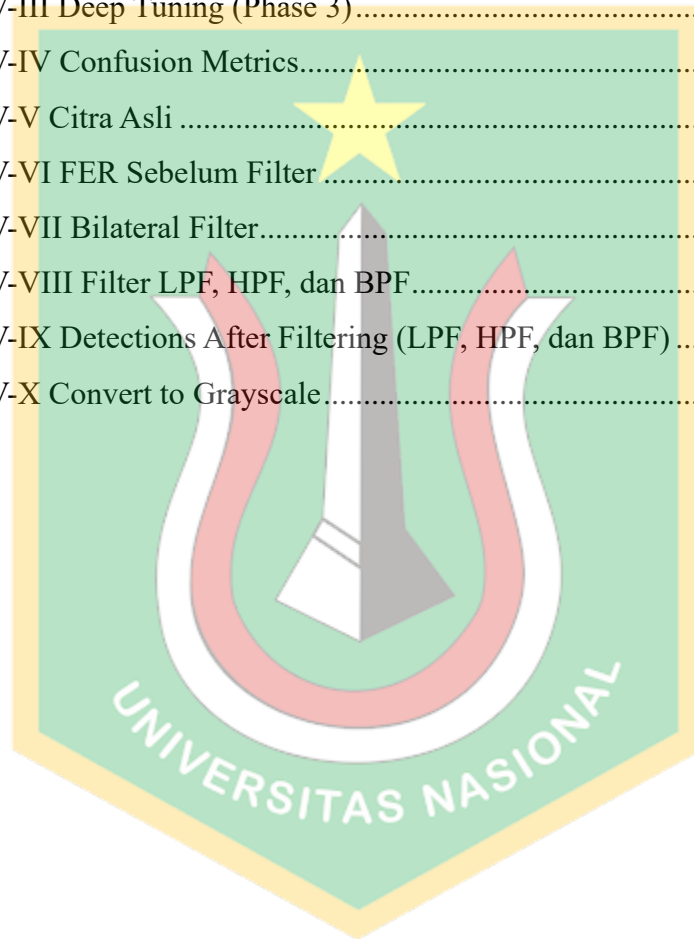 V-III Deep Tuning (Phase 3)..............................................
V-IV Confusion Metrics....................................................
V-V Citra Asli ...................................................................
V-VI FER Sebelum Filter ...................................................
V-VII Bilateral Filter..........................................................
V-VIII Filter LPF, HPF, dan BPF.......................................
V-IX Detections After Filtering (LPF, HPF, dan BPF) ...
V-X Convert to Grayscale..................................................
UNIVERSITAS NASIONAL